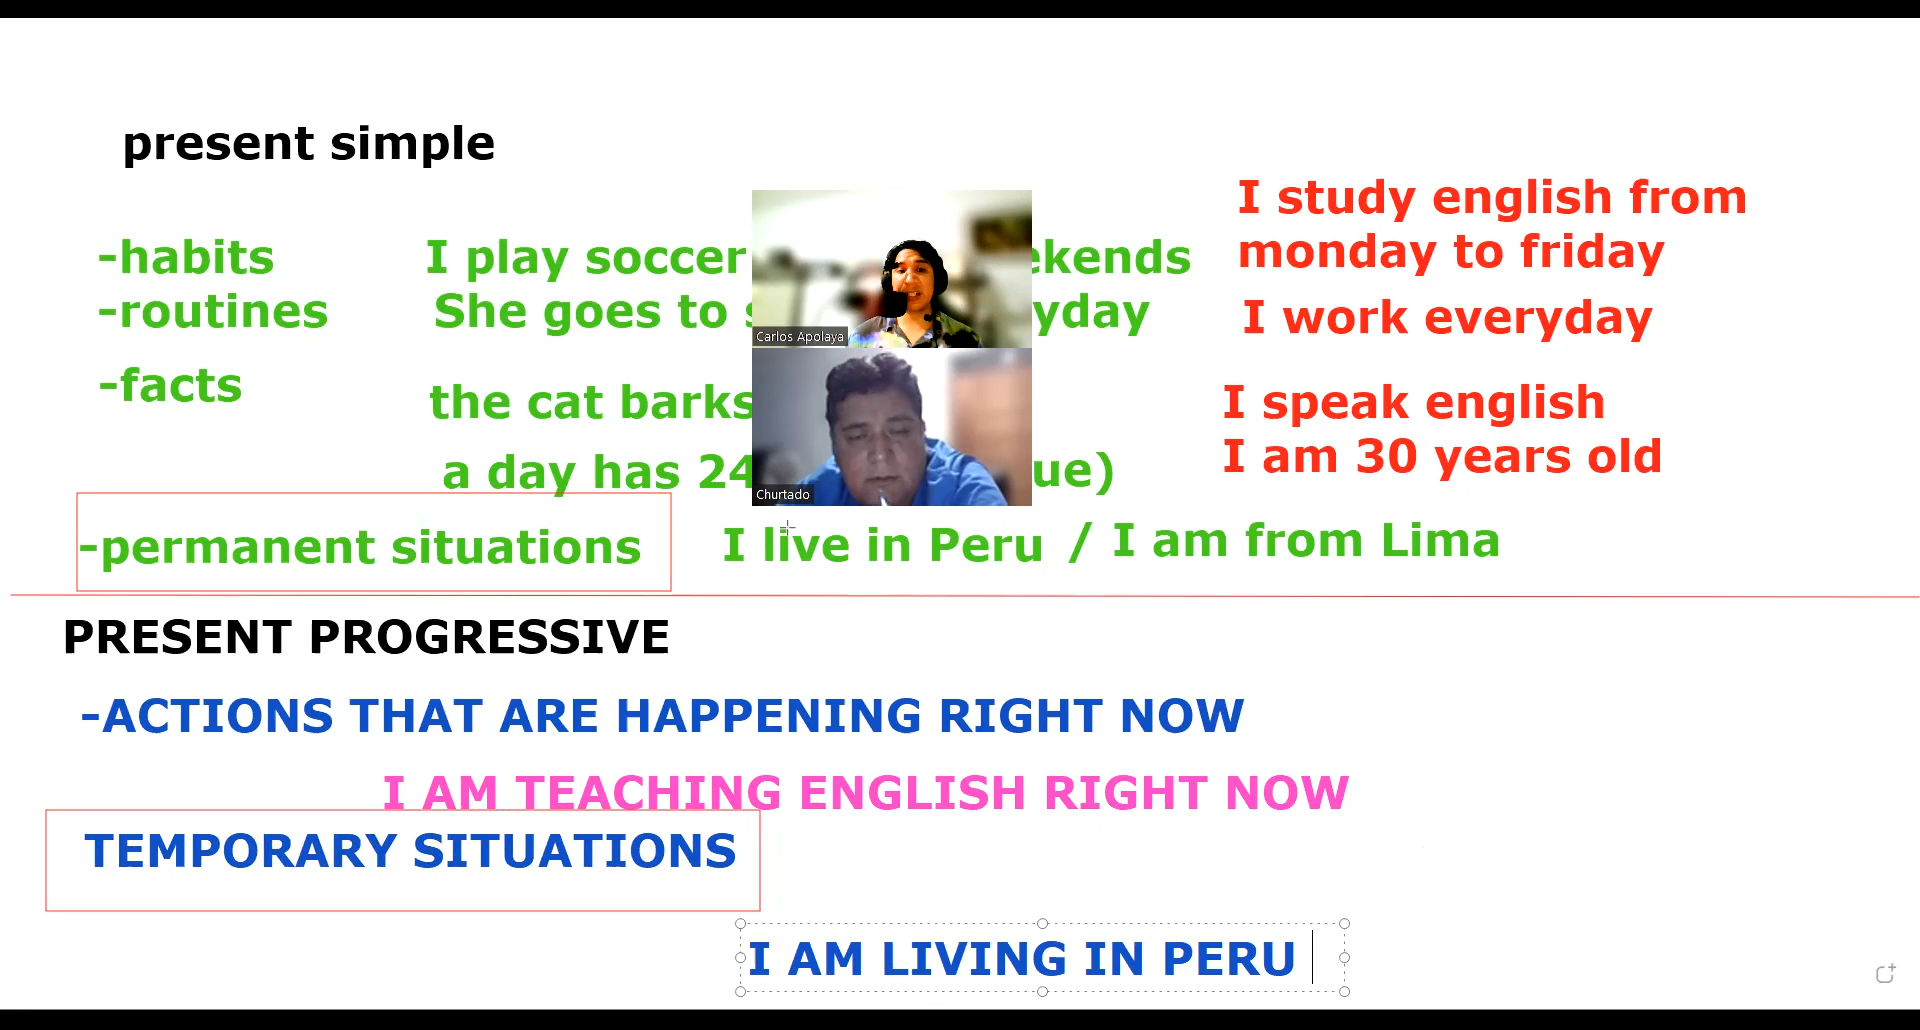 present simple
-habits
I play soccer
ekends
-routines
She goes to
yday
-facts
the cat barks
a day has 24
ue)
-permanent situations
I live in Peru / I am from Lima
I study english from
monday to friday
I work everyday
I speak english
I am 30 years old
Carlos Apolaya
Churtado
PRESENT PROGRESSIVE
-ACTIONS THAT ARE HAPPENING RIGHT NOW
I AM TEACHING ENGLISH RIGHT NOW
TEMPORARY SITUATIONS
I AM LIVING IN PERU